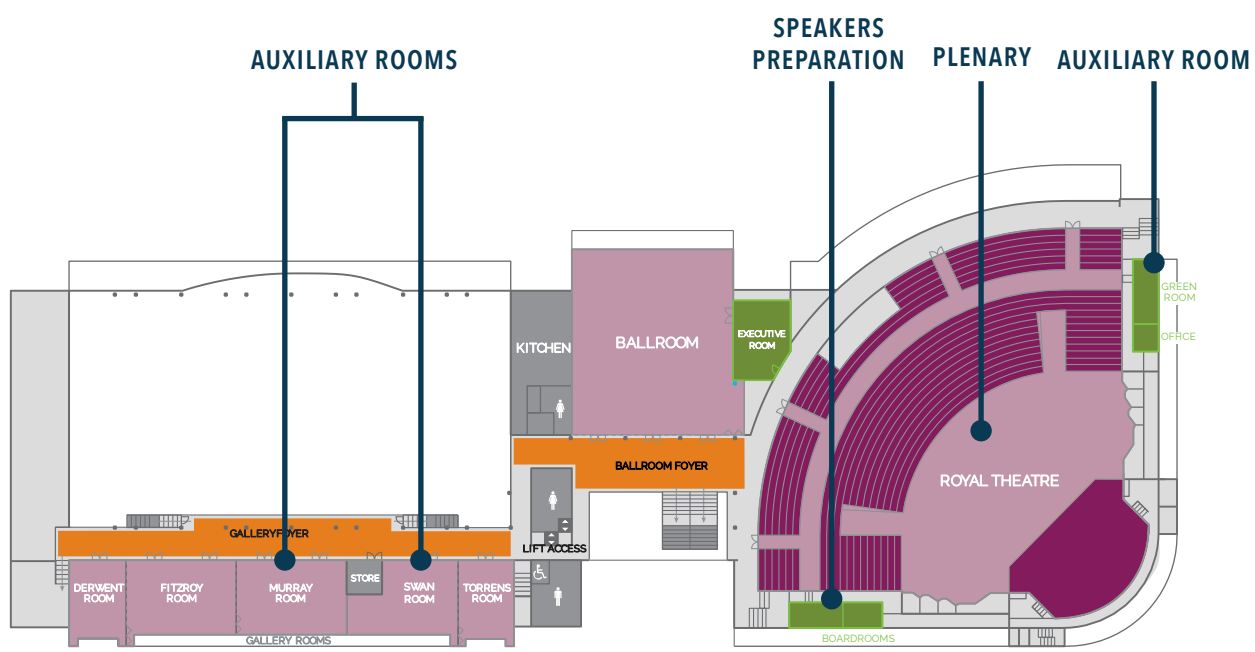 SPEAKERS
PREPARATION
PLENARY
AUXILIARY ROOM
AUXILIARY ROOMS
GREEN
ROOM
OFFICE
KITCHEN
BALLROOM
EXECUTIVE
ROOM
BALLROOM FOYER
ROYAL THEATRE
GALLERYFOYER
LIFT ACCESS
DERWENT
ROOM
FITZROY
ROOM
MURRAY
ROOM
STORE
SWAN
ROOM
TORRENS
ROOM
GALLERY ROOMS
BOARDROOMS